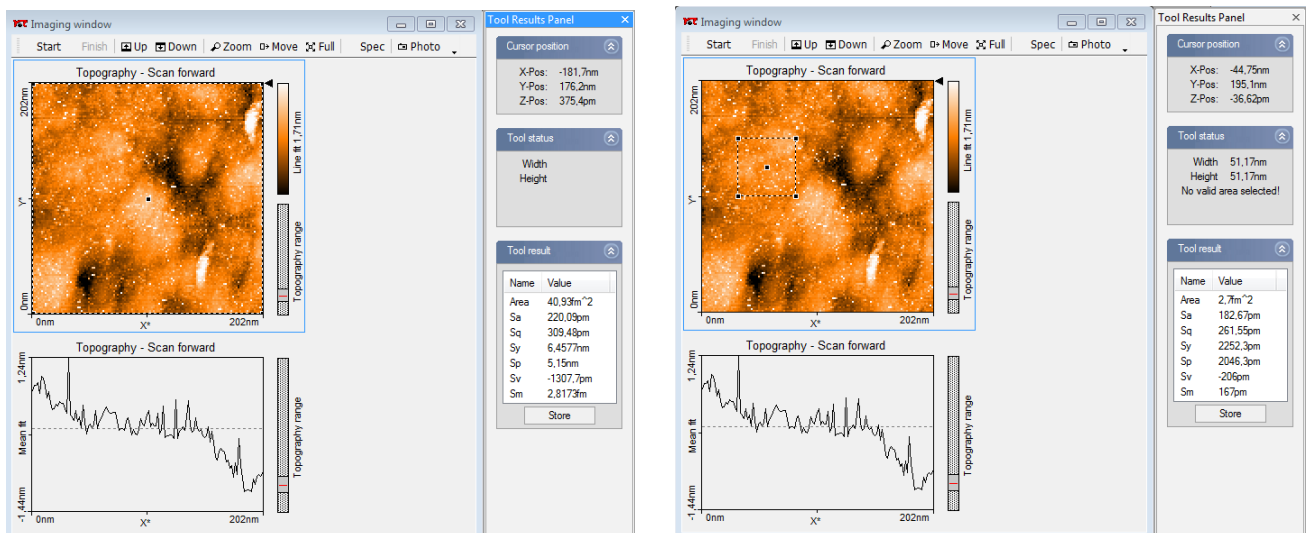 Imaging window
Start Finish Up Down Zoom Move Full Spec Photo
Topography - Scan forward
202nm
Y*
0nm
0nm X* 202nm
Line fit 1,71nm
Topography range
Topography - Scan forward
1,24nm
Mean fit
-1,44nm
0nm X* 202nm
Topography range
Tool Results Panel
Cursor position
X-Pos: -181,7nm
Y-Pos: 176,2nm
Z-Pos: 375,4pm
Tool status
Width
Height
Tool result
Name Value
Area 40,93fm^2
Sa 220,09pm
Sq 309,48pm
Sy 6,4577nm
Sp 5,15nm
Sv -1307,7pm
Sm 2,8173fm
Store
Imaging window
Start Finish Up Down Zoom Move Full Spec Photo
Topography - Scan forward
202nm
Y*
0nm
0nm X* 202nm
Line fit 1,71nm
Topography range
Topography - Scan forward
1,24nm
Mean fit
-1,44nm
0nm X* 202nm
Topography range
Tool Results Panel
Cursor position
X-Pos: -44,75nm
Y-Pos: 195,1nm
Z-Pos: -36,62pm
Tool status
Width 51,17nm
Height 51,17nm
No valid area selected!
Tool result
Name Value
Area 2,7fm^2
Sa 182,67pm
Sq 261,55pm
Sy 2252,3pm
Sp 2046,3pm
Sv -206pm
Sm 167pm
Store